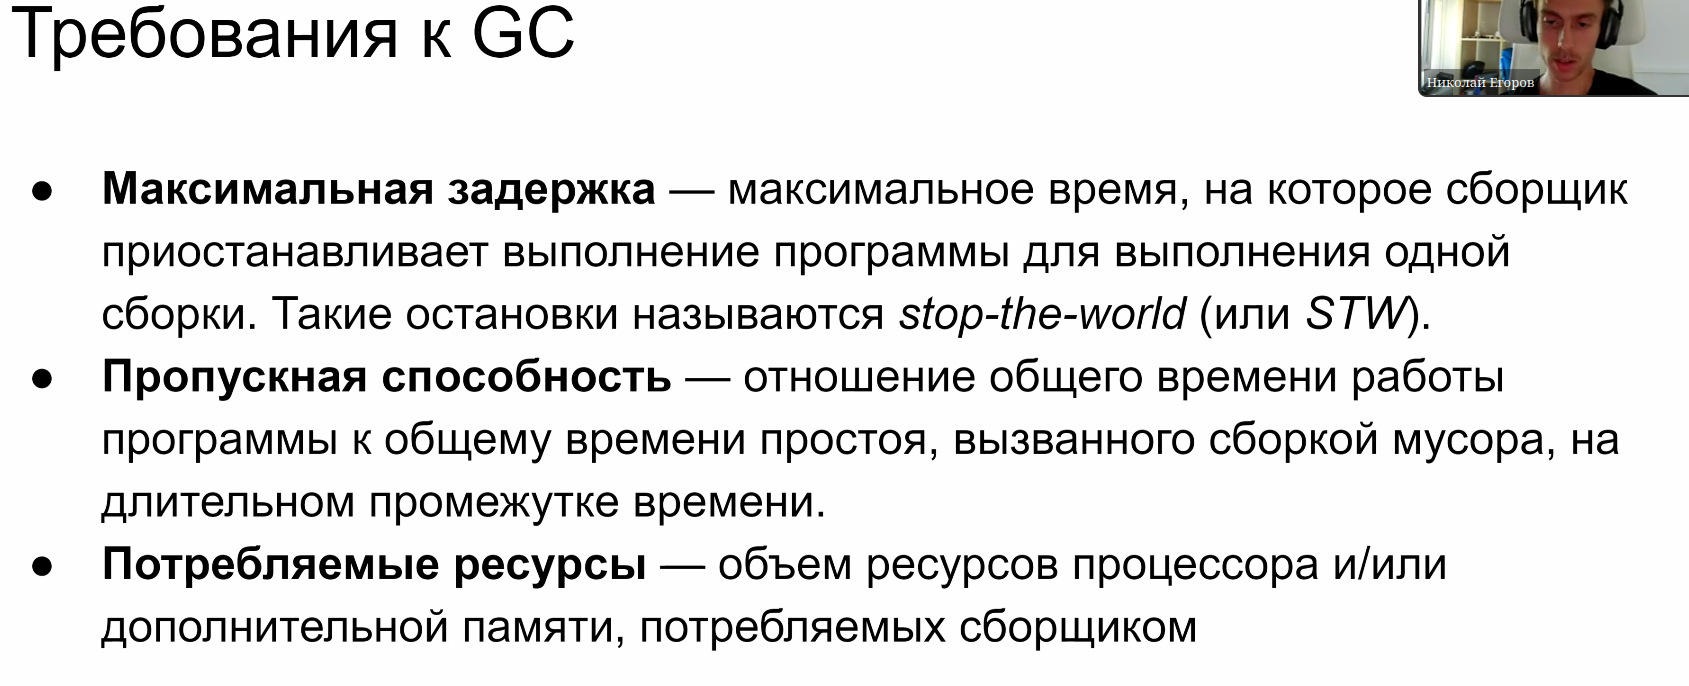 Требования к GC
Николай Егоров
● Максимальная задержка — максимальное время, на которое сборщик
приостанавливает выполнение программы для выполнения одной
сборки. Такие остановки называются stop-the-world (или STW).
● Пропускная способность — отношение общего времени работы
программы к общему времени простоя, вызванного сборкой мусора, на
длительном промежутке времени.
● Потребляемые ресурсы — объем ресурсов процессора и/или
дополнительной памяти, потребляемых сборщиком